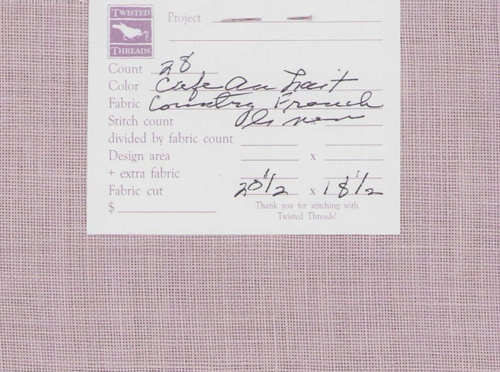 TWISTED
THREADS
Project
Count 28
Color Cafe Au Lait
Fabric Country French
Stitch count Linen
divided by fabric count
Design area x
+ extra fabric
Fabric cut 20 1/2 x 18 1/2
$ Thank you for stitching with
Twisted Threads!